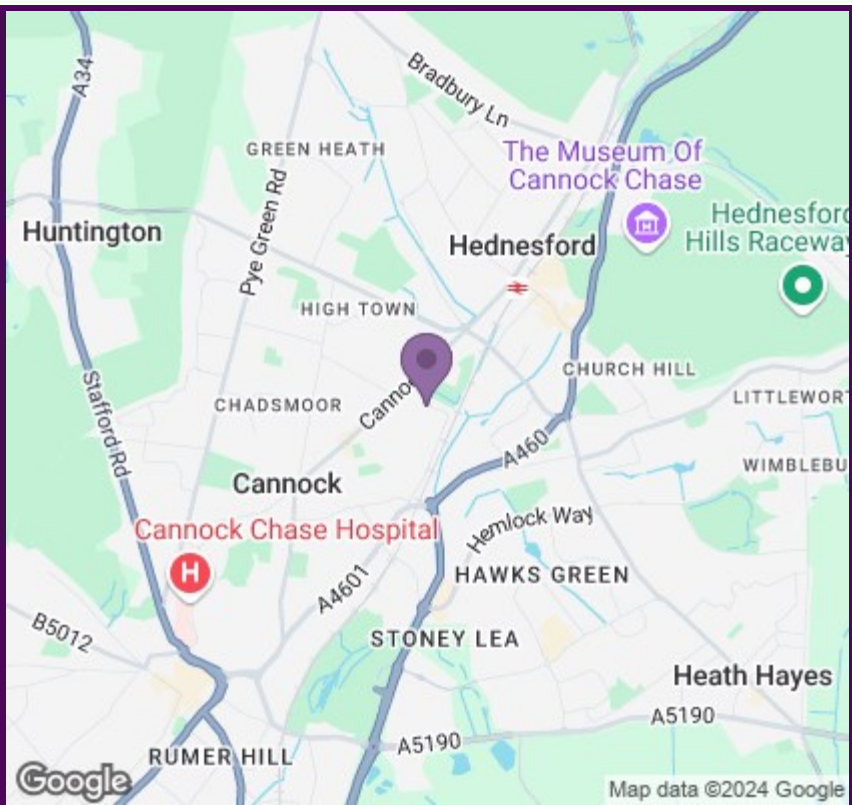 A34
Bradbury Ln
GREEN HEATH
The Museum Of
Cannock Chase
Pye Green Rd
Huntington
Hednesford
Hednesford
Hills Raceway
HIGH TOWN
CHURCH HILL
Stafford Rd
CHADSMOOR
LITTLEWORT
A460
WIMBLEBU
Cannock
Cannock Chase Hospital
H
Hemlock Way
A4601
HAWKS GREEN
B5012
STONEY LEA
Heath Hayes
A5190
A5190
RUMER HILL
Google
Map data ©2024 Google